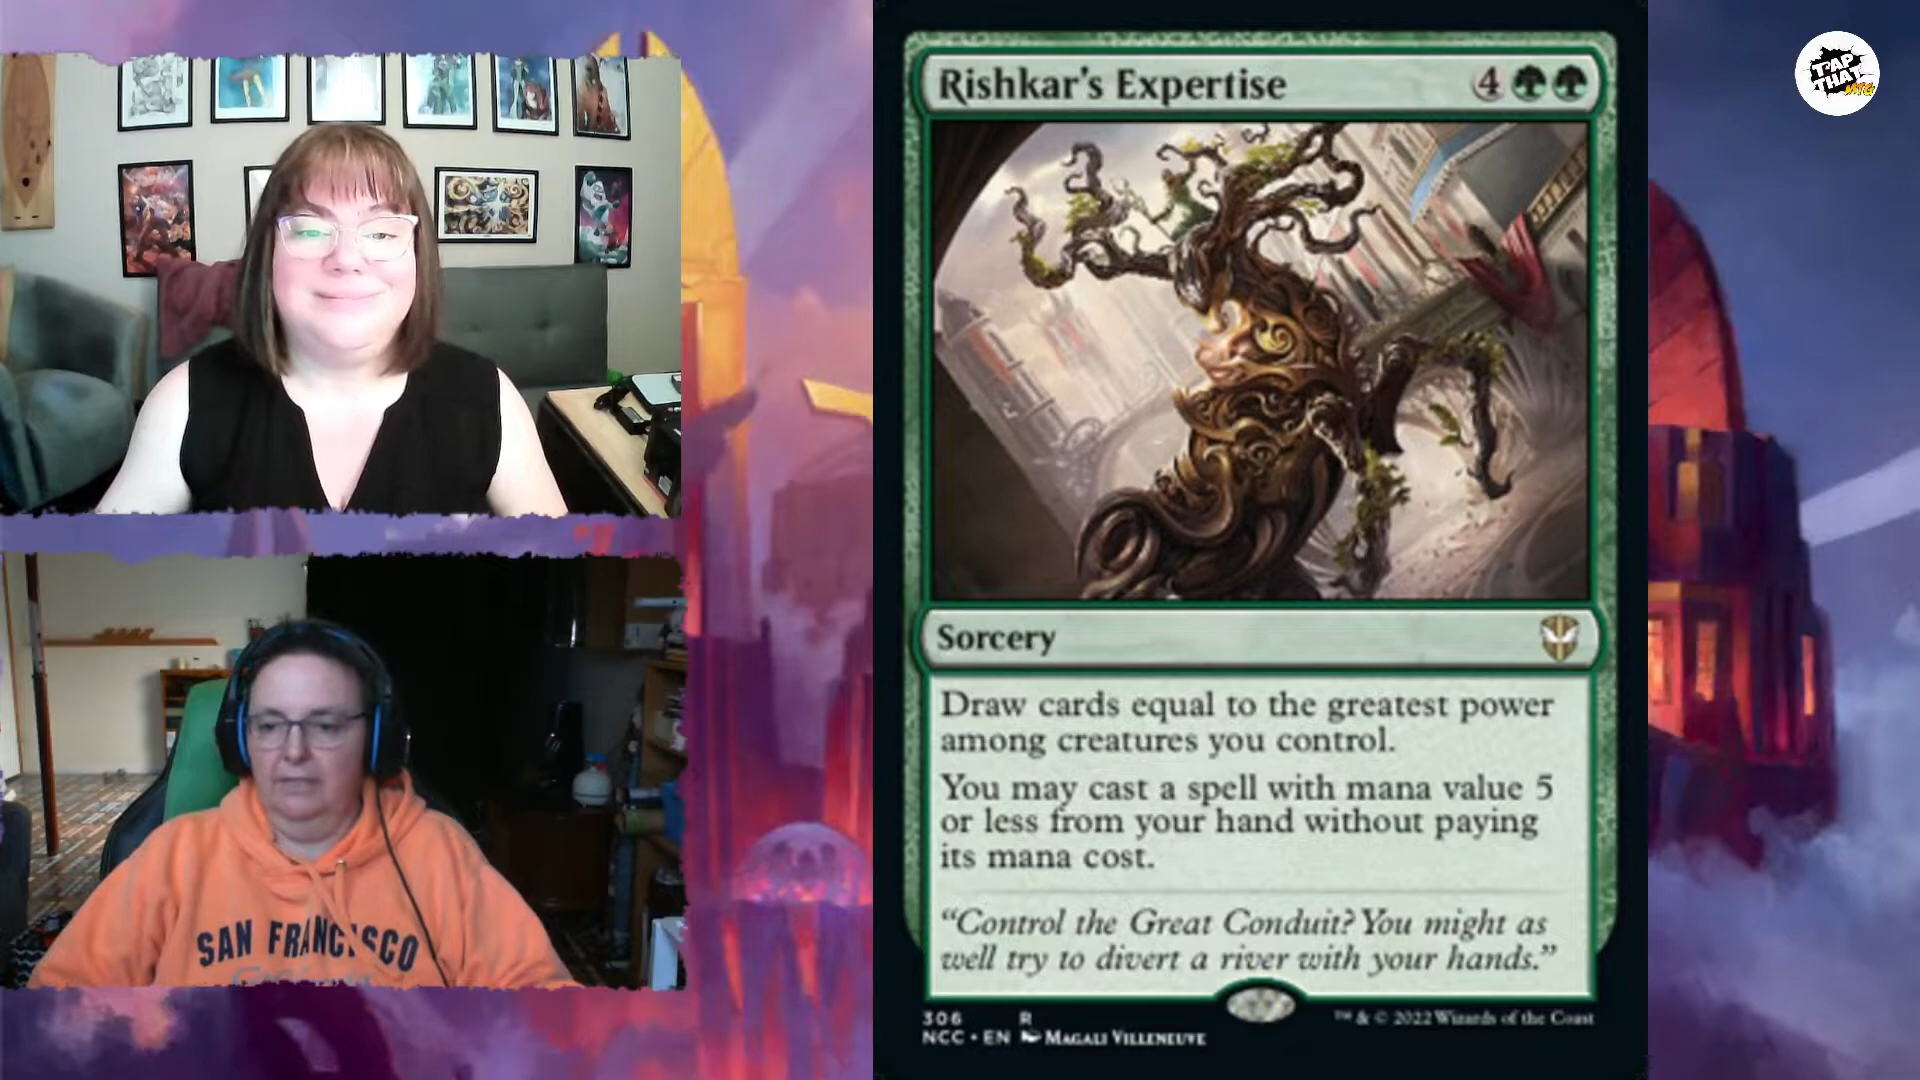 TAP
THAT
MTG
Rishkar's Expertise 4
Sorcery
Draw cards equal to the greatest power
among creatures you control.
You may cast a spell with mana value 5
or less from your hand without paying
its mana cost.
"Control the Great Conduit? You might as
well try to divert a river with your hands."
306 R
NCC • EN MAGALI VILLENEUVE
™ & © 2022 Wizards of the Coast
SAN FRANCISCO